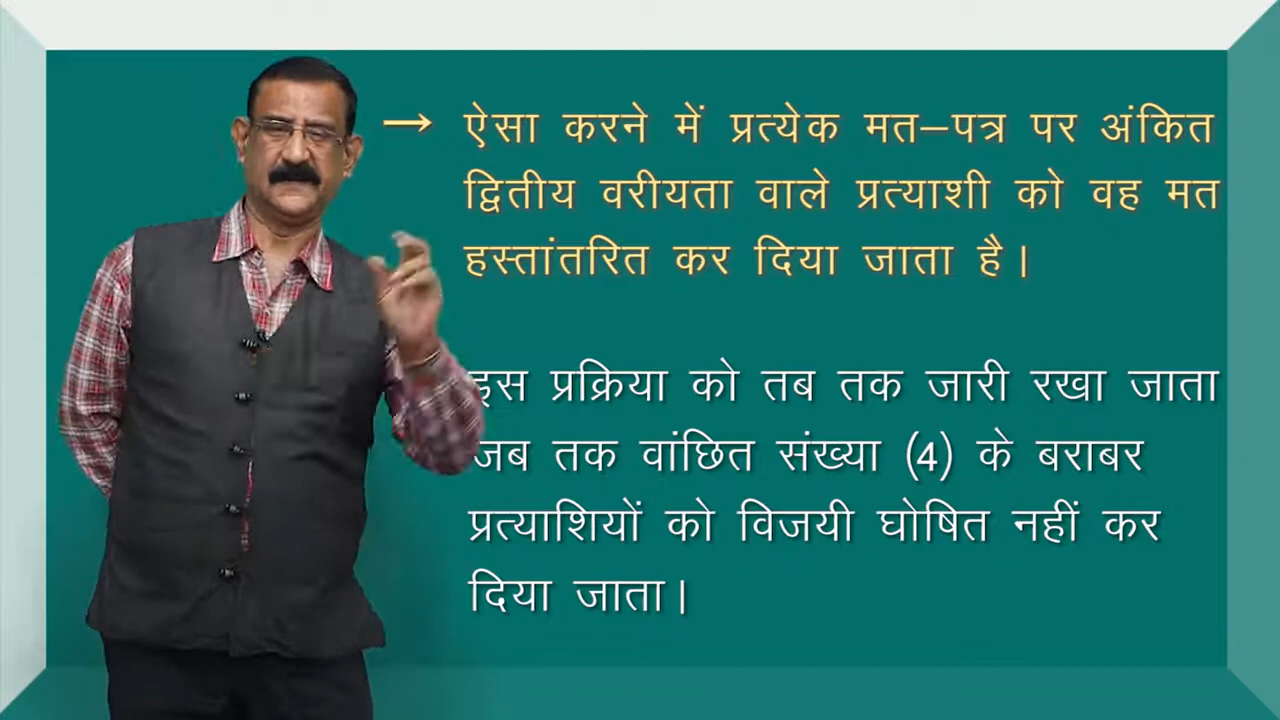 → ऐसा करने में प्रत्येक मत–पत्र पर अंकित
द्वितीय वरीयता वाले प्रत्याशी को वह मत
हस्तांतरित कर दिया जाता है।
इस प्रक्रिया को तब तक जारी रखा जाता
जब तक वांछित संख्या (4) के बराबर
प्रत्याशियों को विजयी घोषित नहीं कर
दिया जाता।